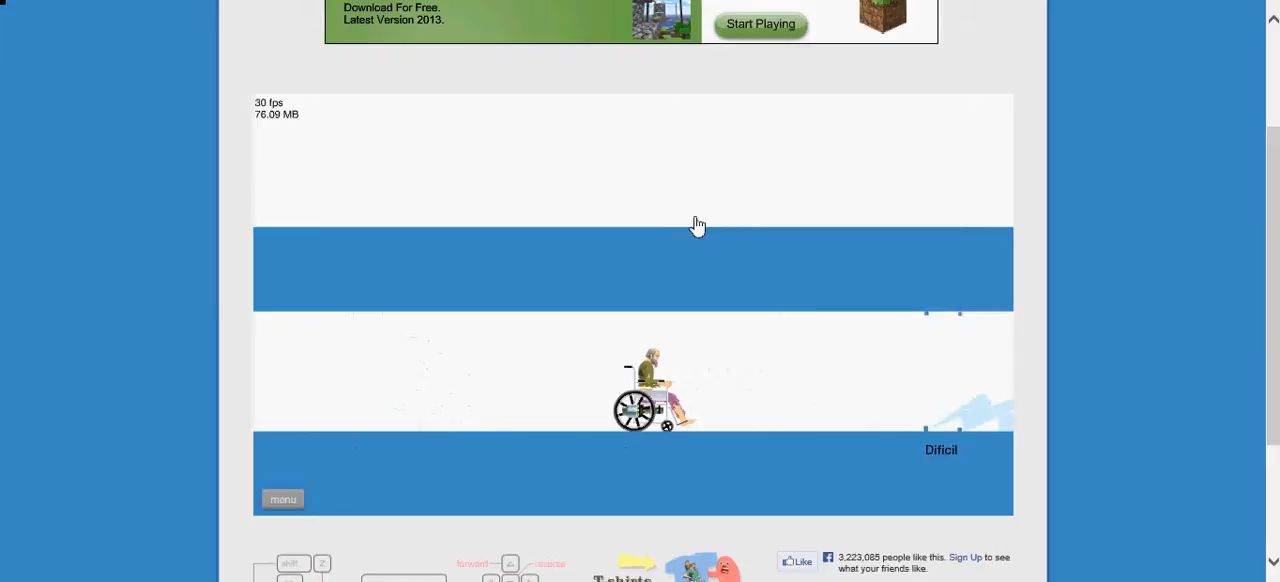 Download For Free.
Latest Version 2013.
Start Playing
30 fps
76.09 MB
Dificil
menu
shift
Z
forward
reverse
T-shirts
Like
3,223,085 people like this. Sign Up to see
what your friends like.